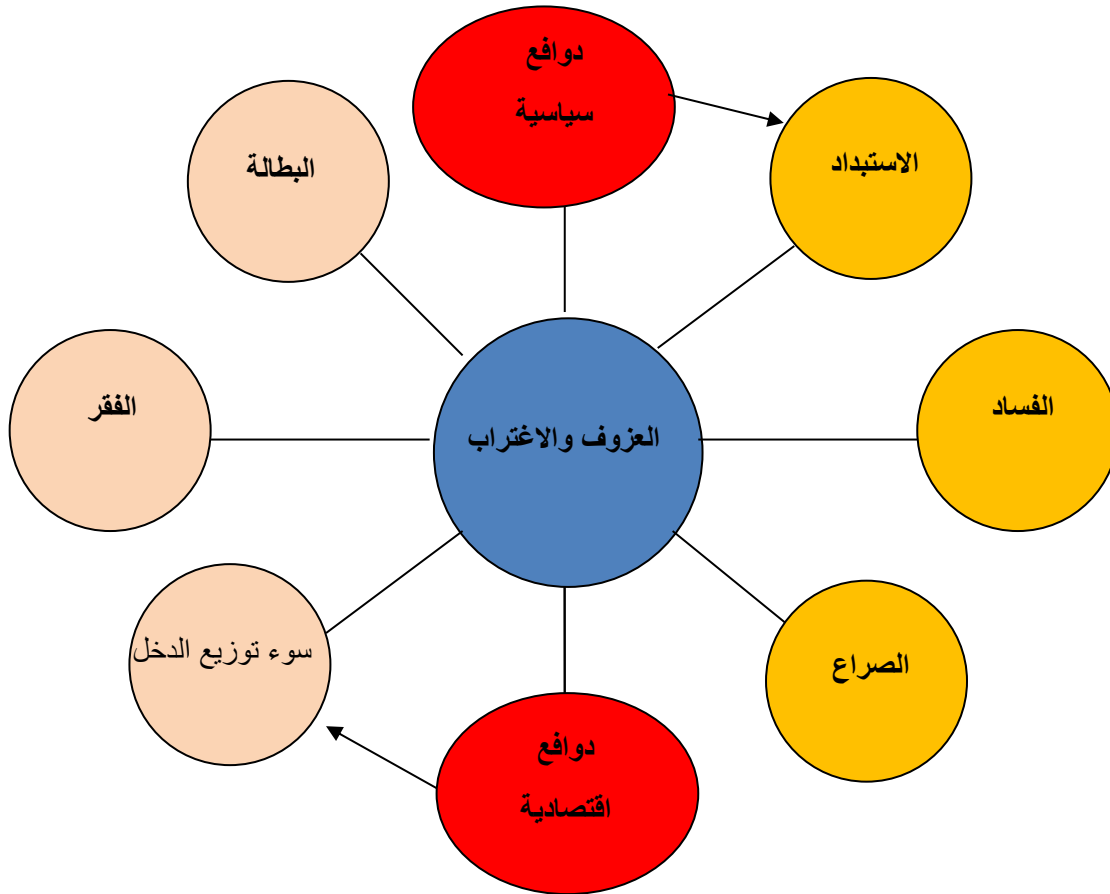 دوافع
سياسية
الاستبداد
البطالة
الفساد
الفقر
العزوف والاغتراب
الصراع
سوء توزيع الدخل
دوافع
اقتصادية